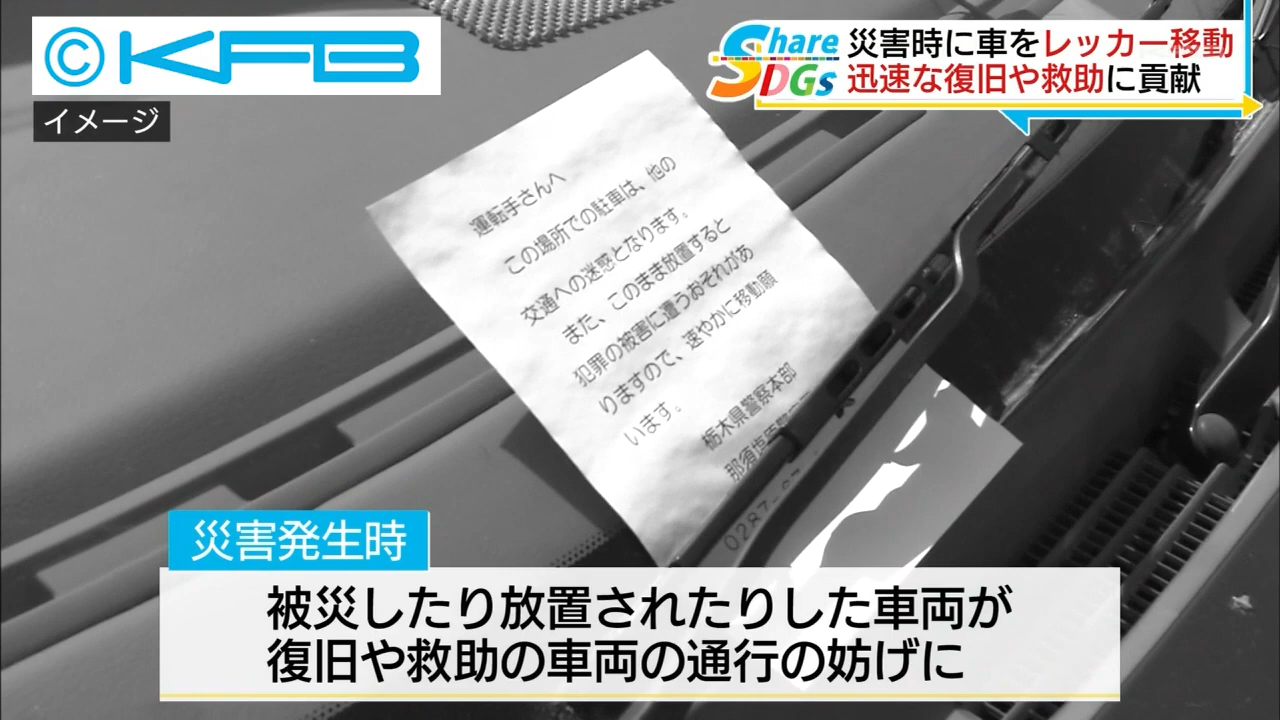 ©KFB
イメージ
Share
SDGs
災害時に車をレッカー移動
迅速な復旧や救助に貢献
運転手さんへ
この場所での駐車は、他の
交通への迷惑となります。
また、このまま放置すると
犯罪の被害に遭うおそれがあ
りますので、速やかに移動願
います。
栃木県警察本部
那須塩原警
0287
災害発生時
被災したり放置されたりした車両が
復旧や救助の車両の通行の妨げに